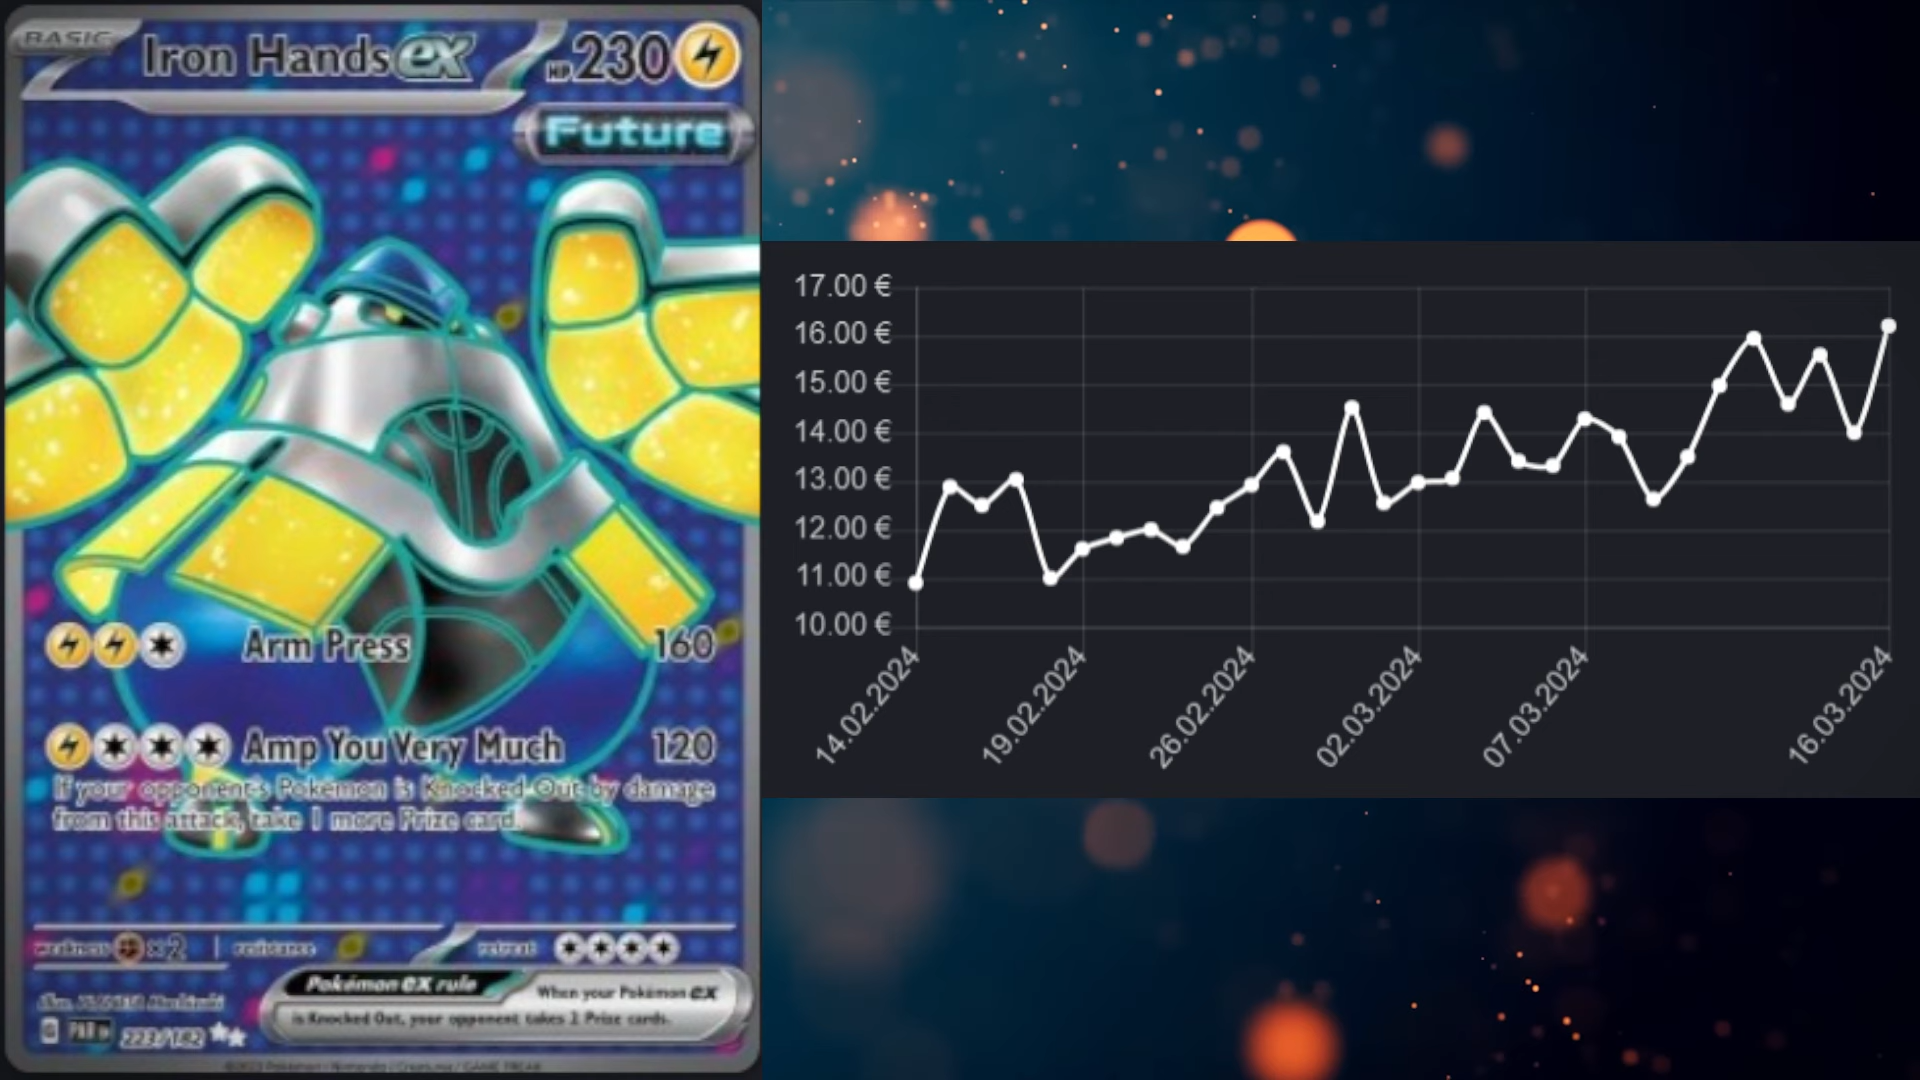 BASIC
Iron Hands ex HP 230
Future
Arm Press 160
Amp You Very Much 120
If your opponent's Pokémon is Knocked Out by damage
from this attack, take 1 more Prize card.
weakness ×2 resistance retreat
Pokémon ex rule
When your Pokémon ex
is Knocked Out, your opponent takes 2 Prize cards.
PAR
223/182
17.00 €
16.00 €
15.00 €
14.00 €
13.00 €
12.00 €
11.00 €
10.00 €
14.02.2024
19.02.2024
26.02.2024
02.03.2024
07.03.2024
16.03.2024